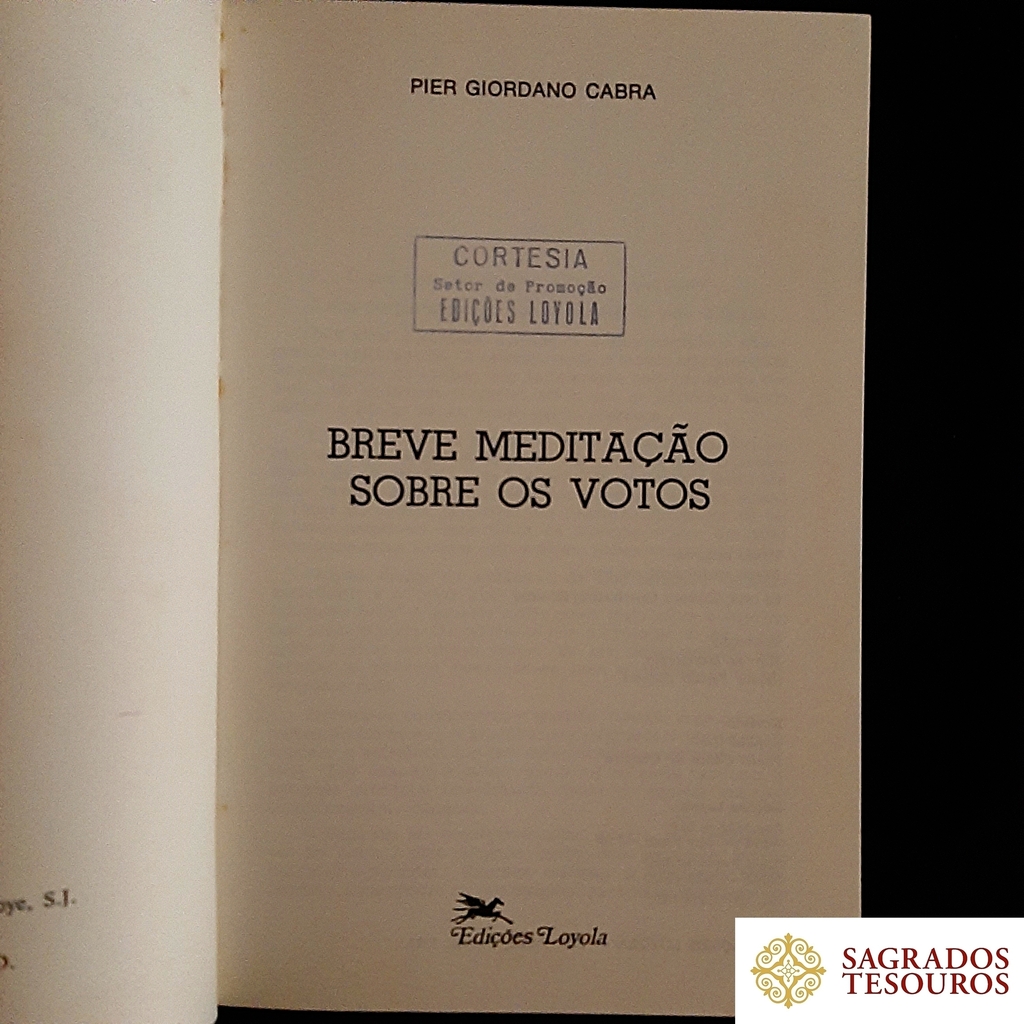 PIER GIORDANO CABRA
CORTESIA
Setor de Promoção
EDIÇÕES LOYOLA
BREVE MEDITAÇÃO
SOBRE OS VOTOS
Edições Loyola
S.J.
SAGRADOS
TESOUROS